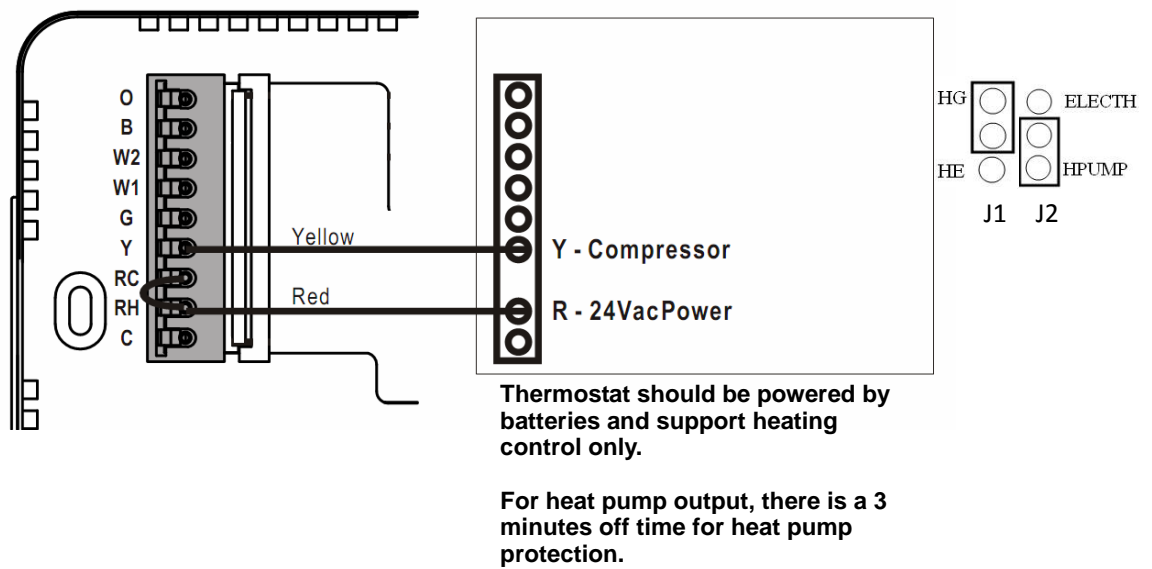 O
B
W2
W1
G
Y
RC
RH
C
Yellow
Red
Y - Compressor
R - 24VacPower
HG
ELECTH
HE
HPUMP
J1
J2
Thermostat should be powered by
batteries and support heating
control only.
For heat pump output, there is a 3
minutes off time for heat pump
protection.